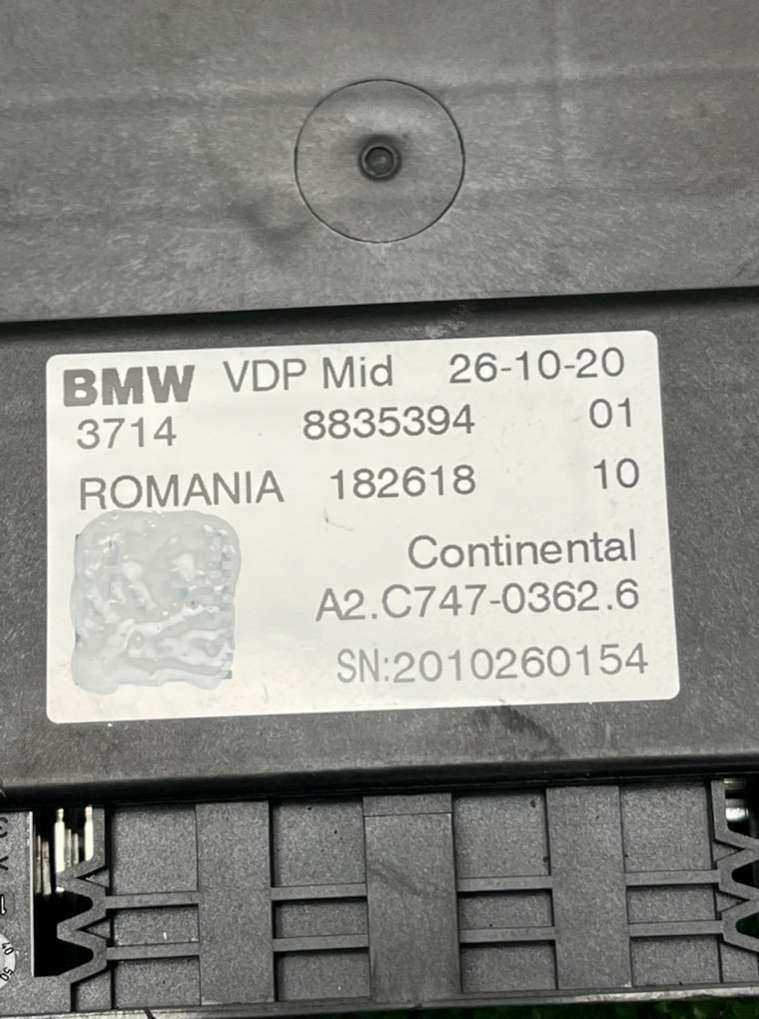 BMW VDP Mid 26-10-20
3714 8835394 01
ROMANIA 182618 10
Continental
A2.C747-0362.6
SN:2010260154